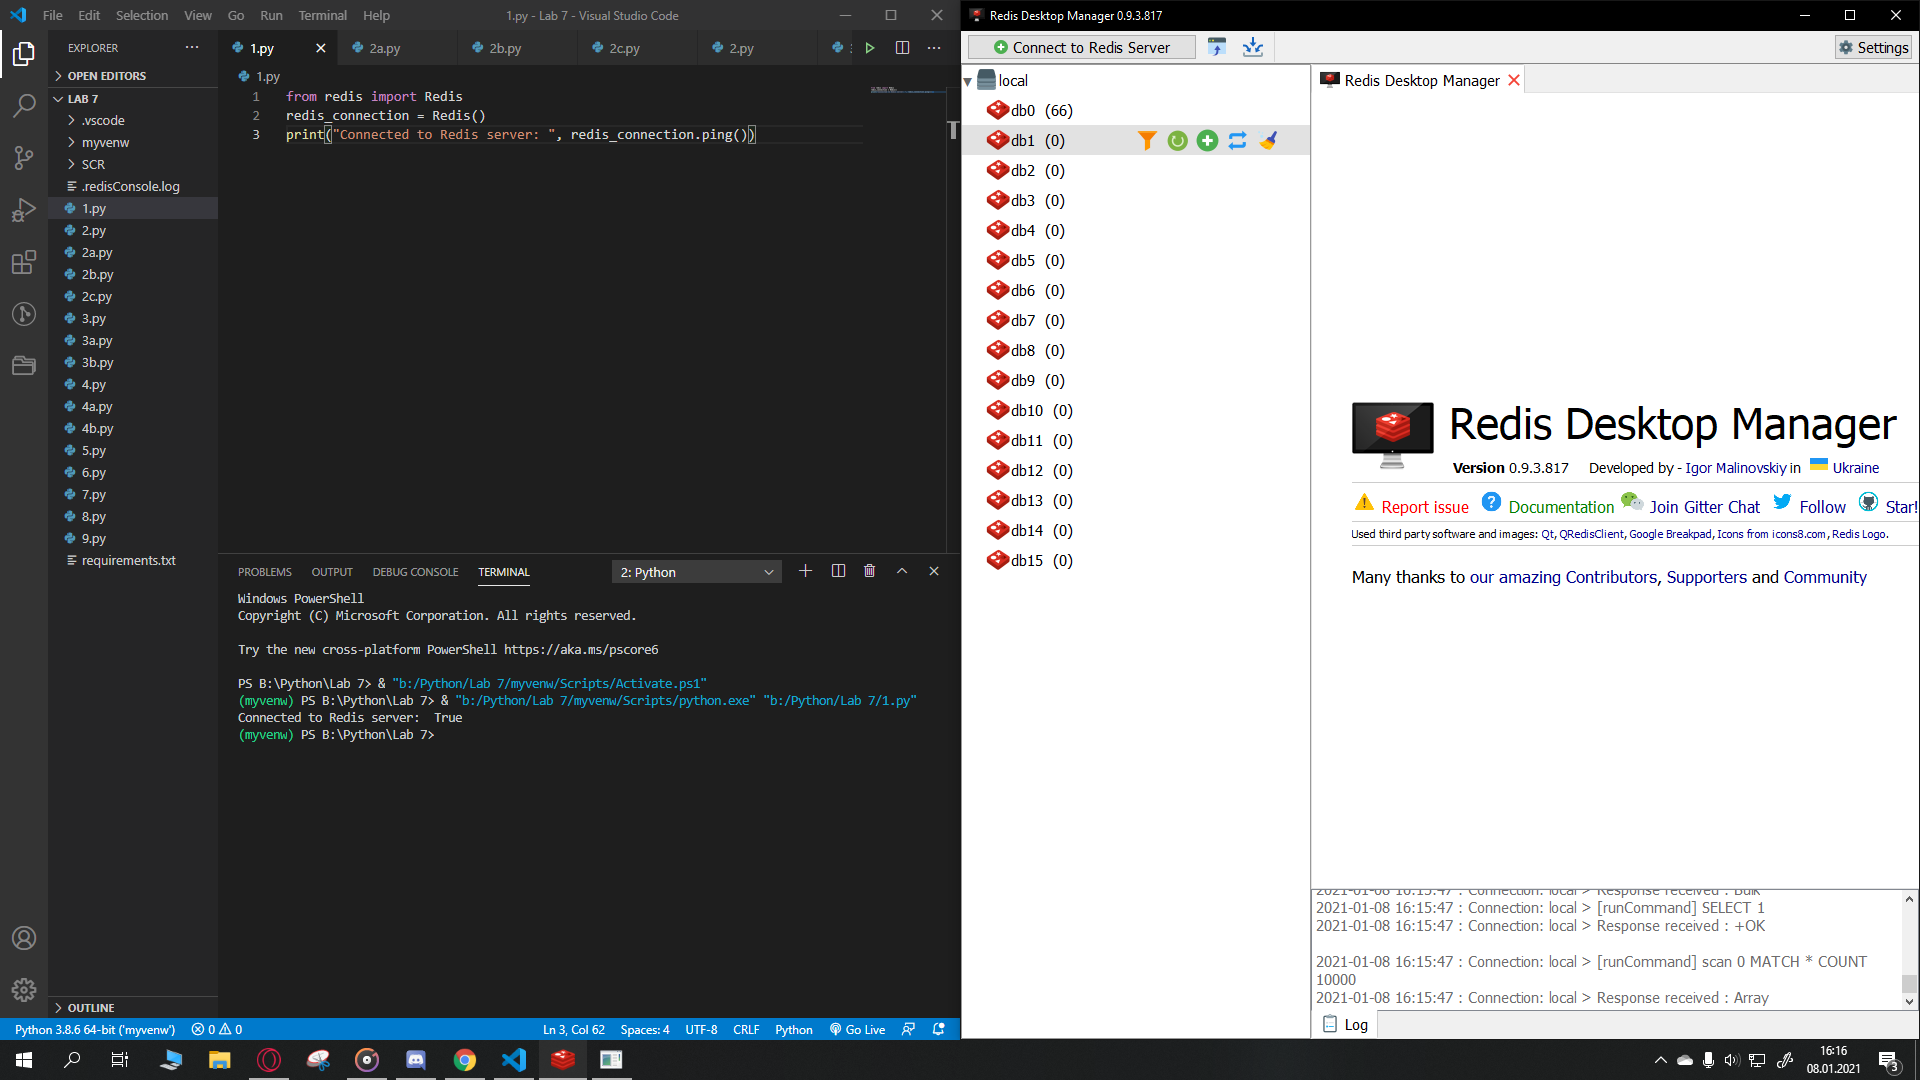 File Edit Selection View Go Run Terminal Help
1.py - Lab 7 - Visual Studio Code
EXPLORER
OPEN EDITORS
LAB 7
.vscode
myvenw
SCR
.redisConsole.log
1.py
2.py
2a.py
2b.py
2c.py
3.py
3a.py
3b.py
4.py
4a.py
4b.py
5.py
6.py
7.py
8.py
9.py
requirements.txt
OUTLINE
1.py 2a.py 2b.py 2c.py 2.py
1.py
1 from redis import Redis
2 redis_connection = Redis()
3 print("Connected to Redis server: ", redis_connection.ping())
PROBLEMS OUTPUT DEBUG CONSOLE TERMINAL 2: Python
Windows PowerShell
Copyright (C) Microsoft Corporation. All rights reserved.
Try the new cross-platform PowerShell https://aka.ms/pscore6
PS B:\Python\Lab 7> & "b:/Python/Lab 7/myvenw/Scripts/Activate.ps1"
(myvenw) PS B:\Python\Lab 7> & "b:/Python/Lab 7/myvenw/Scripts/python.exe" "b:/Python/Lab 7/1.py"
Connected to Redis server:  True
(myvenw) PS B:\Python\Lab 7>
Python 3.8.6 64-bit ('myvenw') 0 0 Ln 3, Col 62 Spaces: 4 UTF-8 CRLF Python Go Live
Redis Desktop Manager 0.9.3.817
Connect to Redis Server
Settings
local
db0 (66)
db1 (0)
db2 (0)
db3 (0)
db4 (0)
db5 (0)
db6 (0)
db7 (0)
db8 (0)
db9 (0)
db10 (0)
db11 (0)
db12 (0)
db13 (0)
db14 (0)
db15 (0)
Redis Desktop Manager
Redis Desktop Manager
Version 0.9.3.817 Developed by - Igor Malinovskiy in Ukraine
Report issue Documentation Join Gitter Chat Follow Star!
Used third party software and images: Qt, QRedisClient, Google Breakpad, Icons from icons8.com, Redis Logo.
Many thanks to our amazing Contributors, Supporters and Community
2021-01-08 16:15:47 : Connection: local > Response received : Bulk
2021-01-08 16:15:47 : Connection: local > [runCommand] SELECT 1
2021-01-08 16:15:47 : Connection: local > Response received : +OK
2021-01-08 16:15:47 : Connection: local > [runCommand] scan 0 MATCH * COUNT
10000
2021-01-08 16:15:47 : Connection: local > Response received : Array
Log
16:16
08.01.2021
3